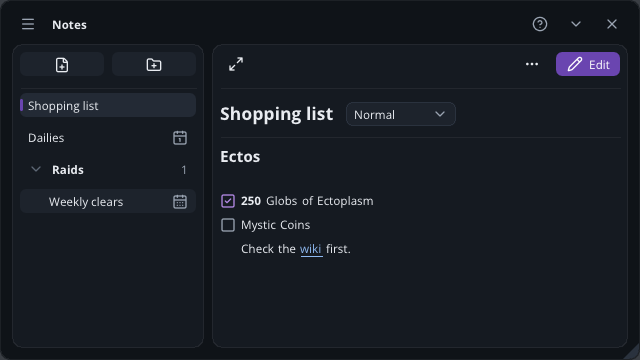 Notes
Edit
Shopping list
Dailies
Raids 1
Weekly clears
Shopping list Normal
Ectos
250 Globs of Ectoplasm
Mystic Coins
Check the wiki first.